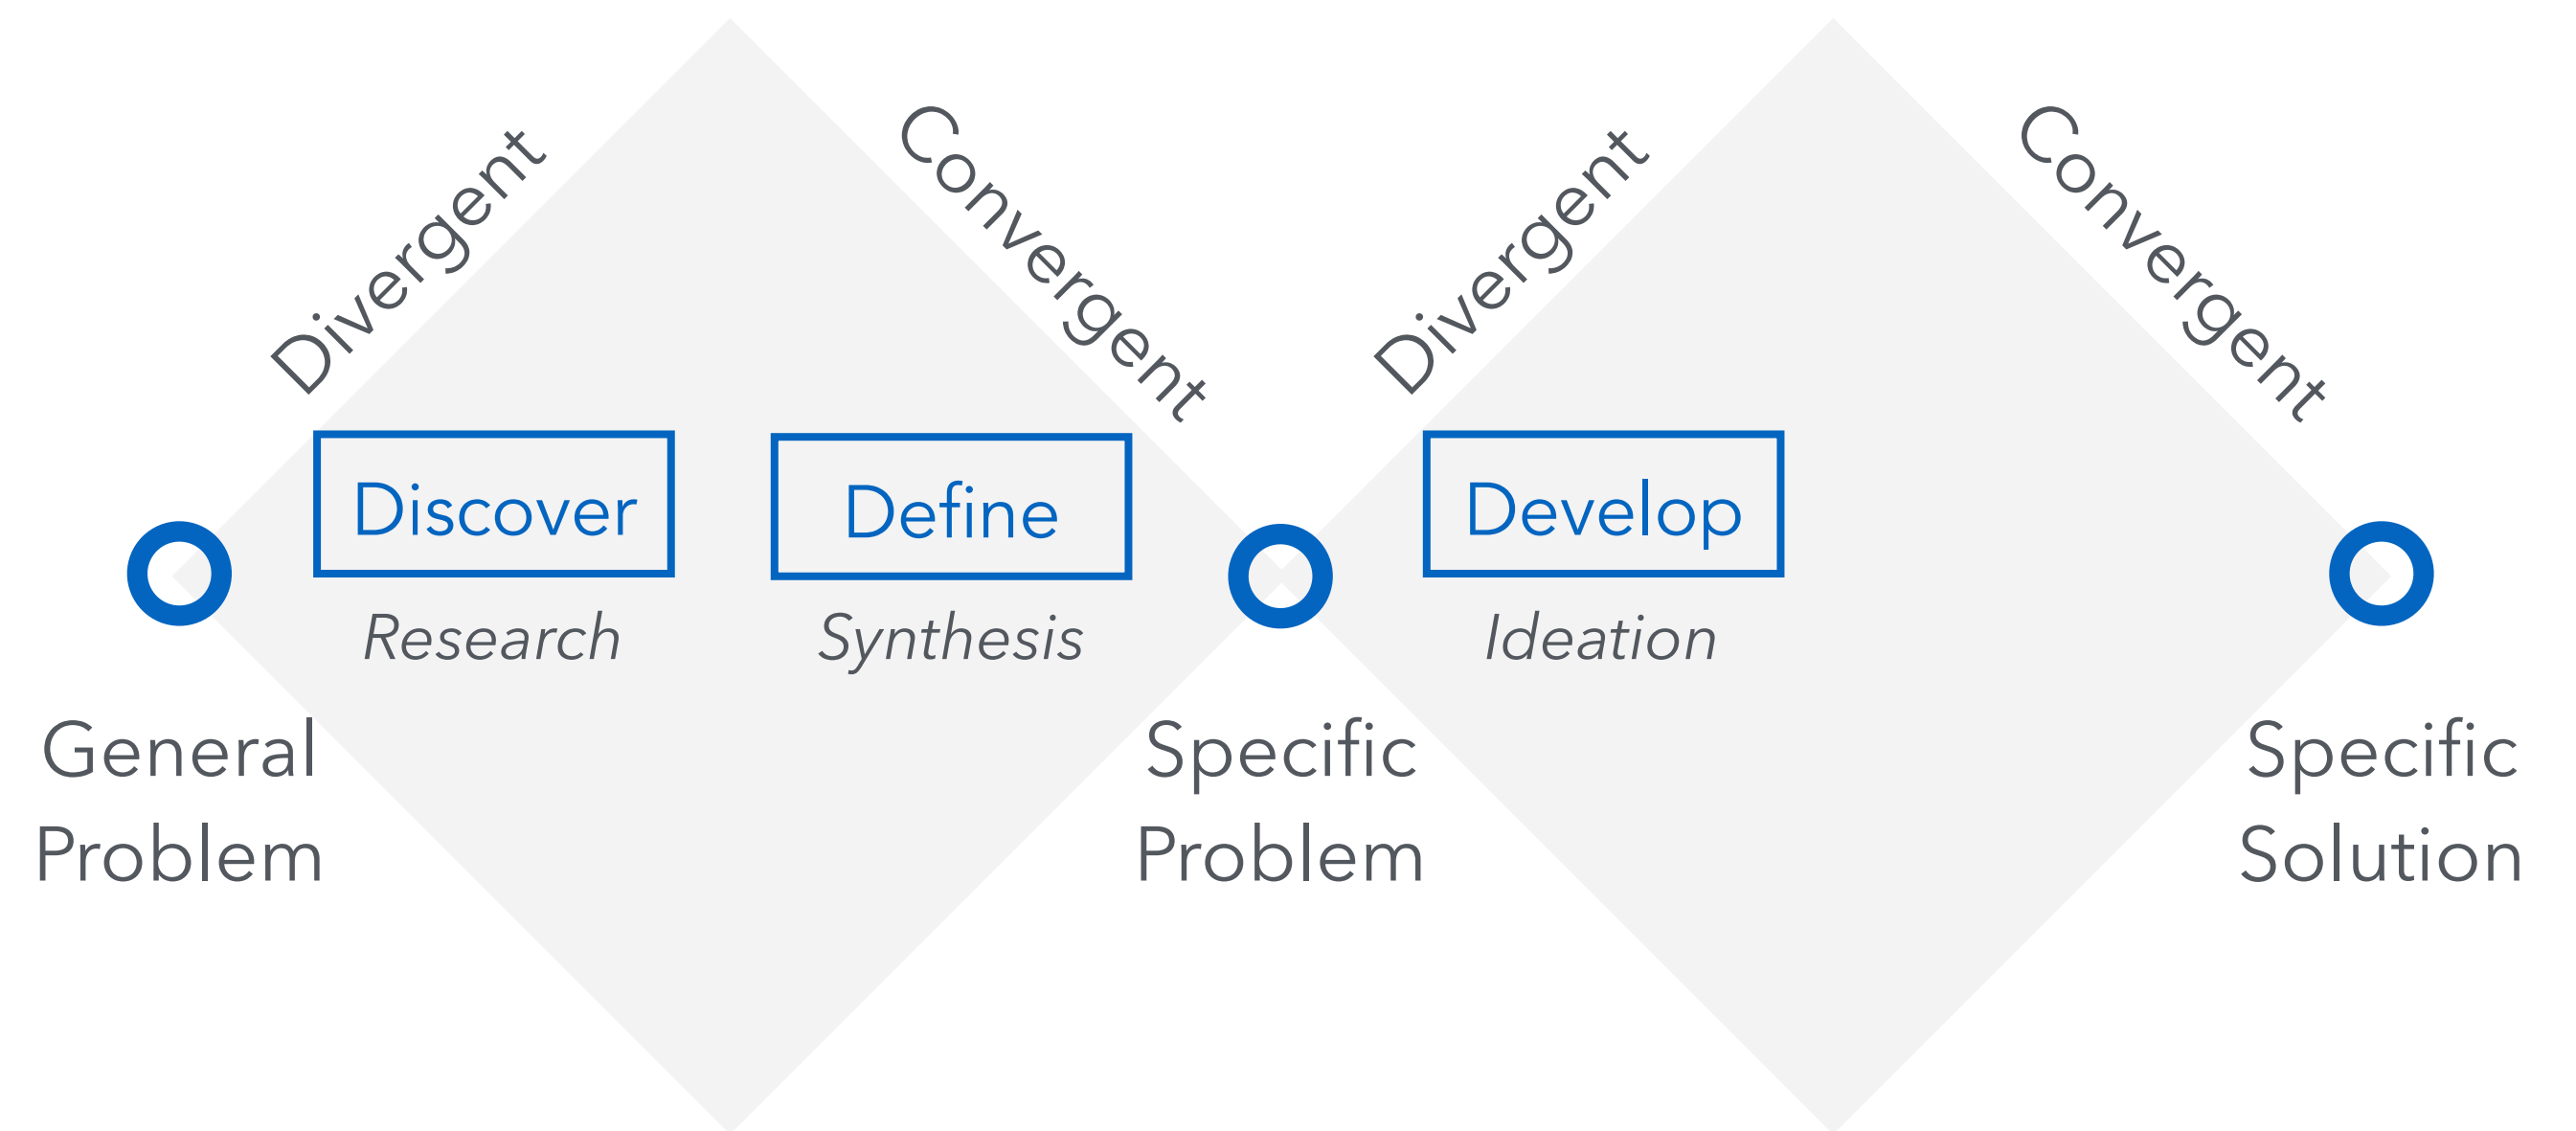 Divergent
Convergent
Divergent
Convergent
Discover
Define
Develop
Research
Synthesis
Ideation
General
Problem
Specific
Problem
Specific
Solution